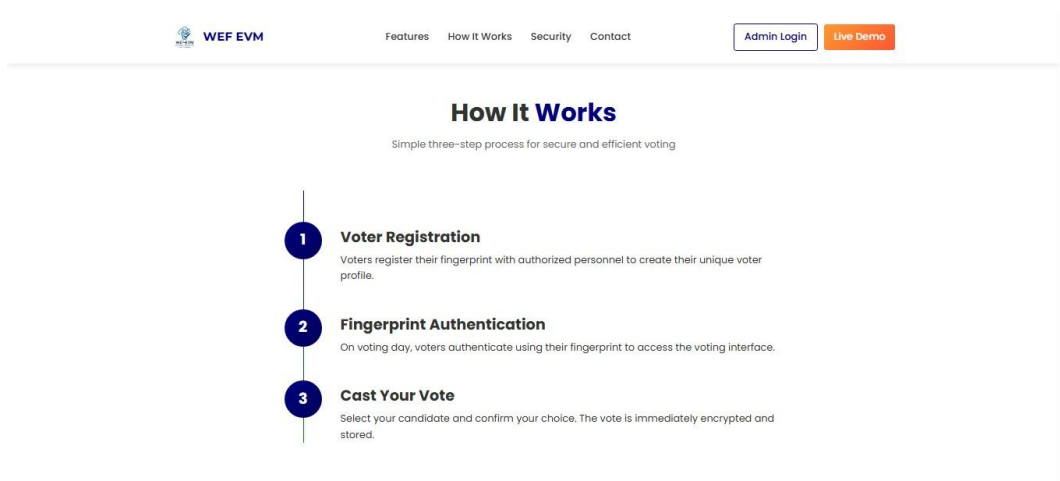 WEF EVM
Features
How It Works
Security
Contact
Admin Login
Live Demo
How It Works
Simple three-step process for secure and efficient voting
1
Voter Registration
Voters register their fingerprint with authorized personnel to create their unique voter
profile.
2
Fingerprint Authentication
On voting day, voters authenticate using their fingerprint to access the voting interface.
3
Cast Your Vote
Select your candidate and confirm your choice. The vote is immediately encrypted and
stored.